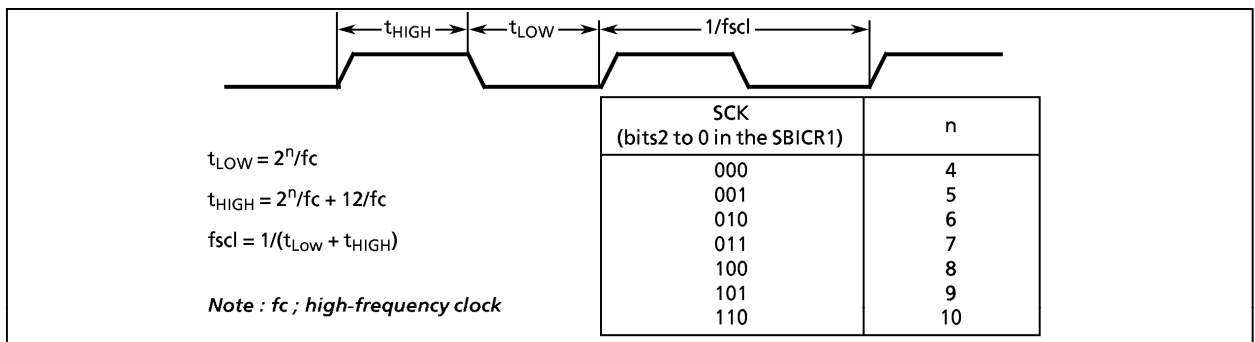 tHIGH tLOW 1/fscl
SCK
(bits2 to 0 in the SBICR1) n
tLOW = 2^n/fc
tHIGH = 2^n/fc + 12/fc
fscl = 1/(tLow + tHIGH)
Note : fc ; high-frequency clock
000 4
001 5
010 6
011 7
100 8
101 9
110 10